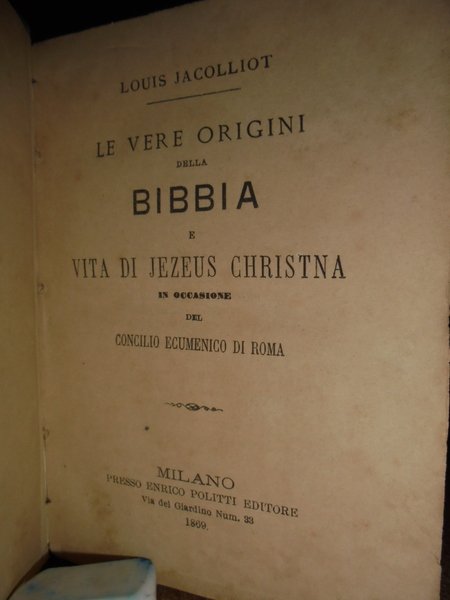 LOUIS JACOLLIOT
LE VERE ORIGINI
DELLA
BIBBIA
E
VITA DI JEZEUS CHRISTNA
IN OCCASIONE
DEL
CONCILIO ECUMENICO DI ROMA
MILANO
PRESSO ENRICO POLITTI EDITORE
Via del Giardino Num. 33
1869.